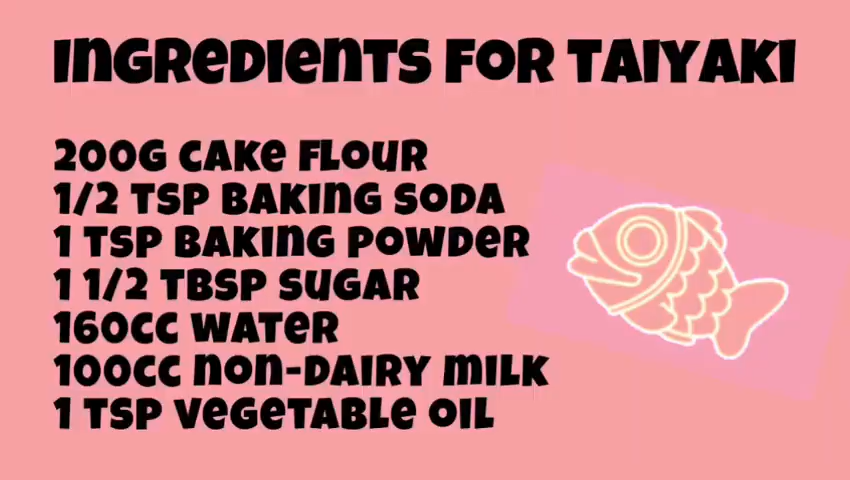 Ingredients for Taiyaki
200g cake flour
1/2 tsp baking soda
1 tsp baking powder
1 1/2 tbsp sugar
160cc water
100cc non-dairy milk
1 tsp vegetable oil